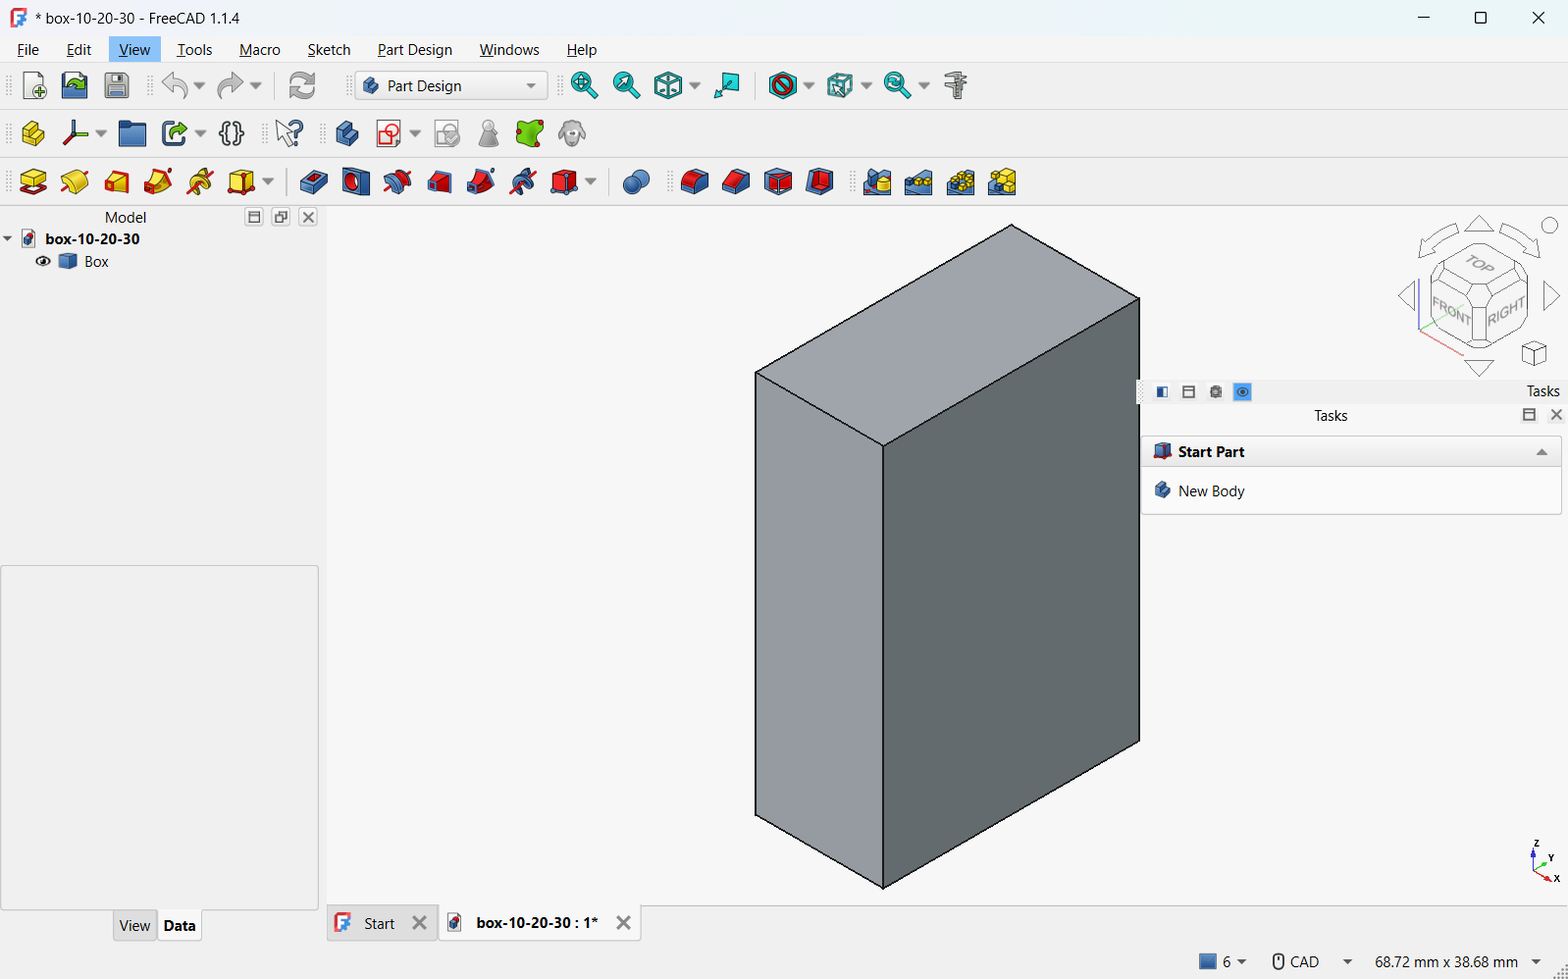 * box-10-20-30 - FreeCAD 1.1.4
File Edit View Tools Macro Sketch Part Design Windows Help
Part Design
Model
box-10-20-30
Box
TOP
FRONT
RIGHT
Tasks
Tasks
Start Part
New Body
Z
Y
X
View Data
Start box-10-20-30 : 1*
6 CAD 68.72 mm x 38.68 mm